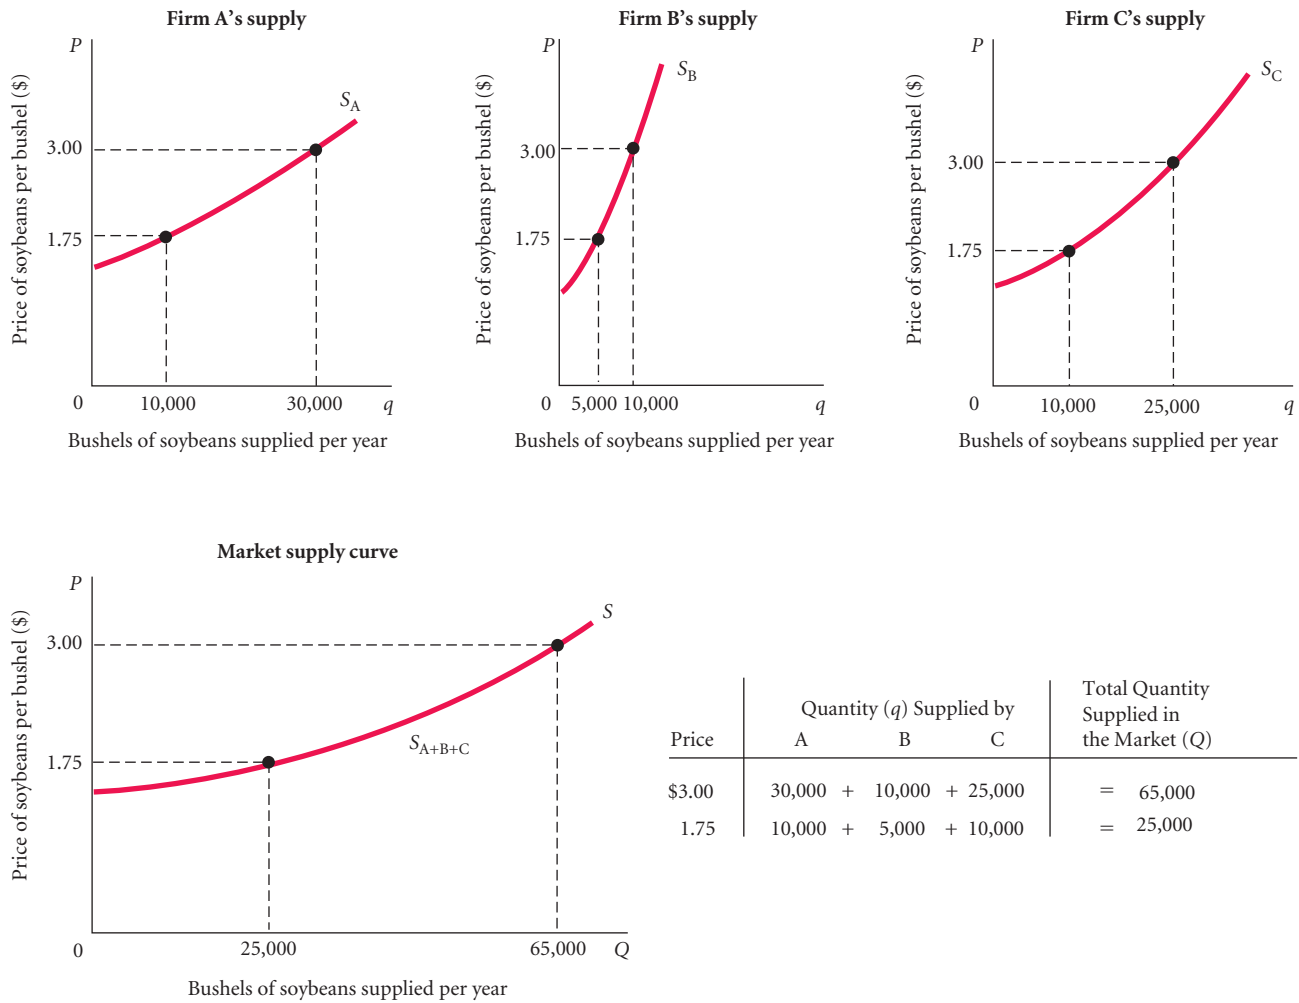 Firm A’s supply
P
Price of soybeans per bushel ($)
SA
3.00
1.75
0 10,000 30,000 q
Bushels of soybeans supplied per year
Firm B’s supply
P
Price of soybeans per bushel ($)
SB
3.00
1.75
0 5,000 10,000 q
Bushels of soybeans supplied per year
Firm C’s supply
P
Price of soybeans per bushel ($)
SC
3.00
1.75
0 10,000 25,000 q
Bushels of soybeans supplied per year
Market supply curve
P
Price of soybeans per bushel ($)
S
3.00
SA+B+C
1.75
0 25,000 65,000 Q
Bushels of soybeans supplied per year
Quantity (q) Supplied by
Total Quantity
Supplied in
the Market (Q)
Price A B C
$3.00 30,000 + 10,000 + 25,000 = 65,000
1.75 10,000 + 5,000 + 10,000 = 25,000